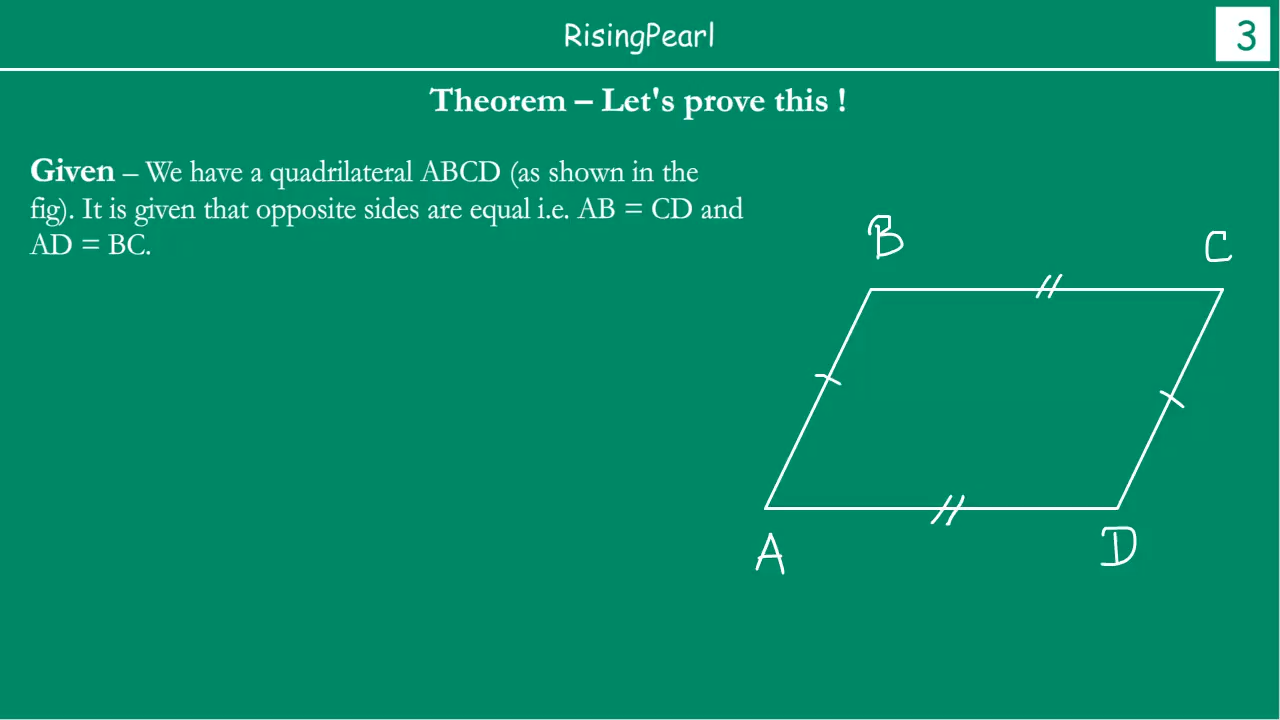 RisingPearl
3
Theorem – Let's prove this !
Given – We have a quadrilateral ABCD (as shown in the
fig). It is given that opposite sides are equal i.e. AB = CD and
AD = BC.
B
C
A
D